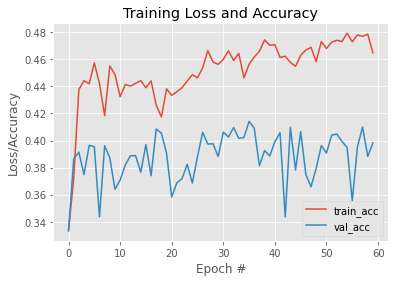 Training Loss and Accuracy
Loss/Accuracy
0.48
0.46
0.44
0.42
0.40
0.38
0.36
0.34
train_acc
val_acc
0 10 20 30 40 50 60
Epoch #